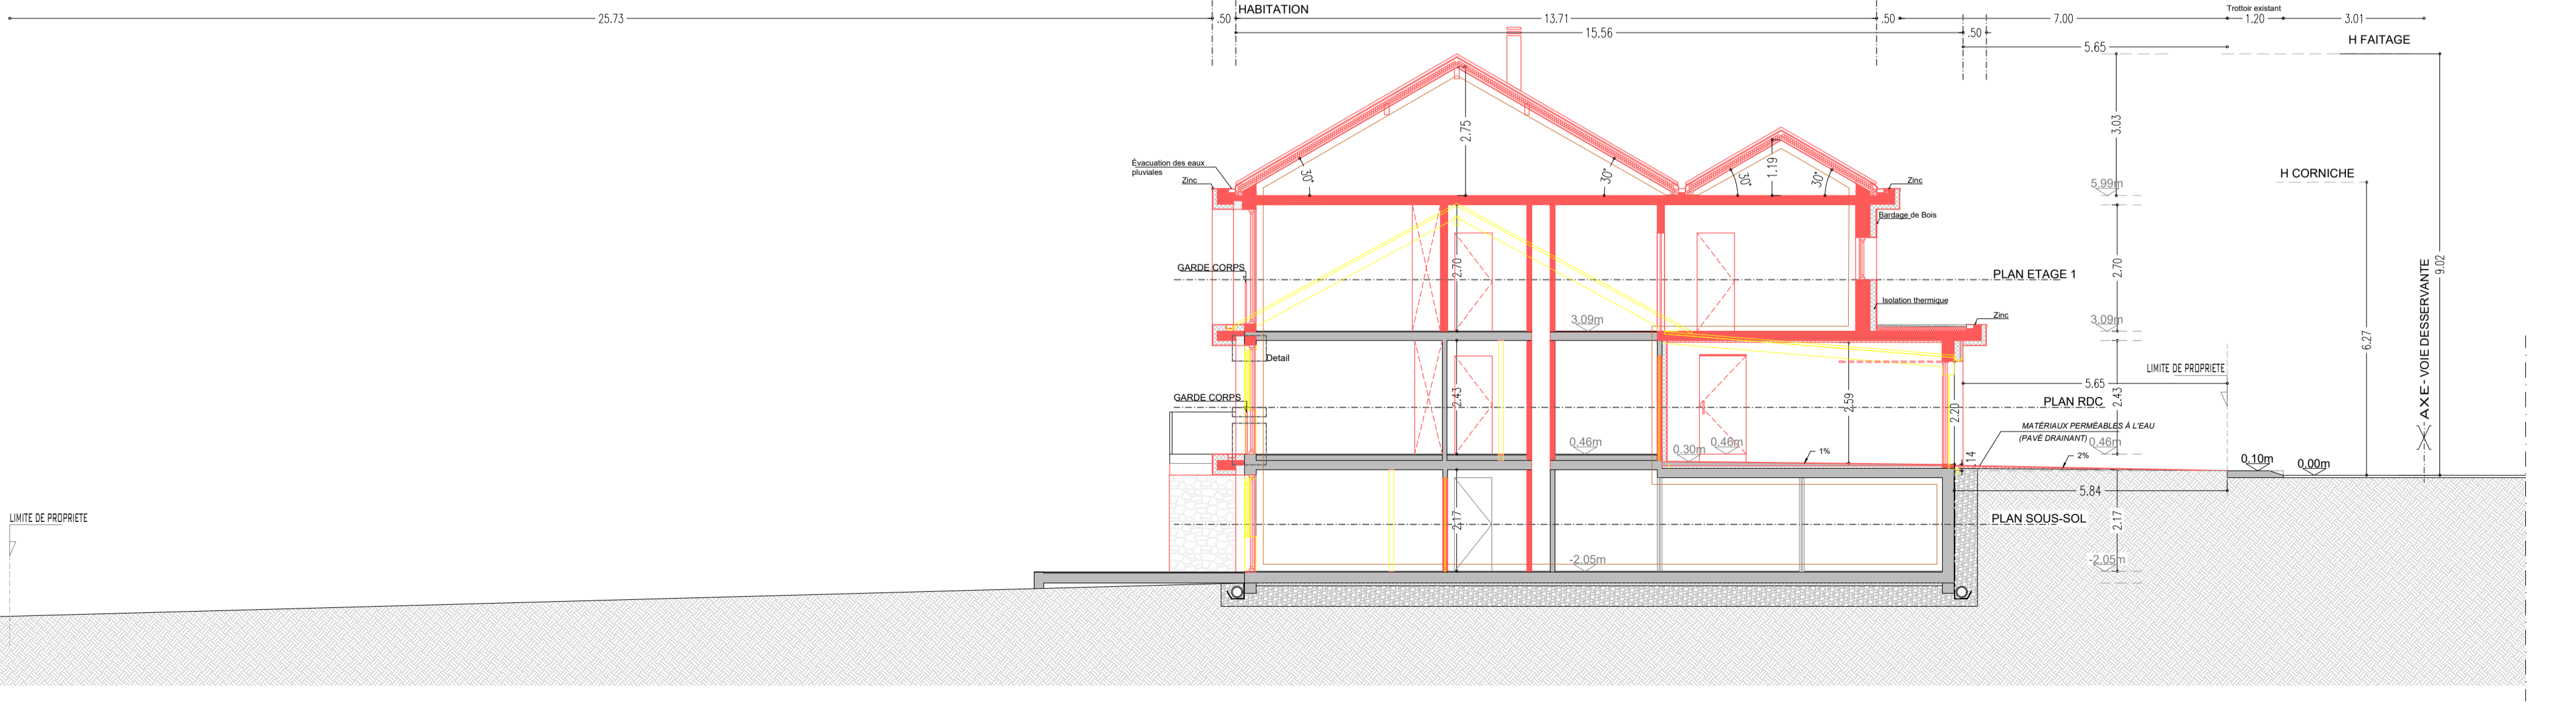 HABITATION
Trottoir existant
25.73
.50
13.71
.50
7.00
1.20
3.01
15.56
.50
5.65
H FAITAGE
3.03
2.75
1.19
30°
30°
30°
30°
Évacuation des eaux
pluviales
Zinc
Zinc
H CORNICHE
5.99m
Bardage de Bois
GARDE CORPS
2.70
2.70
PLAN ETAGE 1
AXE - VOIE DESSERVANTE
9.02
Isolation thermique
Zinc
3.09m
3.09m
6.27
Detail
LIMITE DE PROPRIETE
5.65
GARDE CORPS
2.43
2.59
2.20
2.43
PLAN RDC
MATÉRIAUX PERMÉABLES À L'EAU
(PAVÉ DRAINANT)
0.46m
0.46m
0.46m
0.30m
1%
.14
2%
0.10m
0.00m
5.84
LIMITE DE PROPRIETE
2.17
PLAN SOUS-SOL
2.17
-2.05m
-2.05m